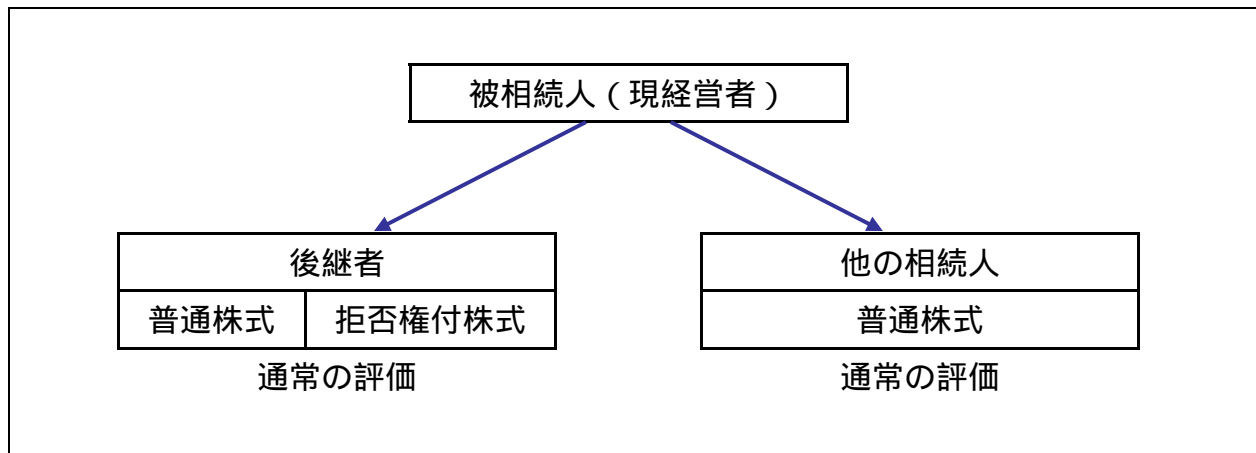 被相続人（現経営者）
後継者
他の相続人
普通株式 拒否権付株式
普通株式
通常の評価
通常の評価